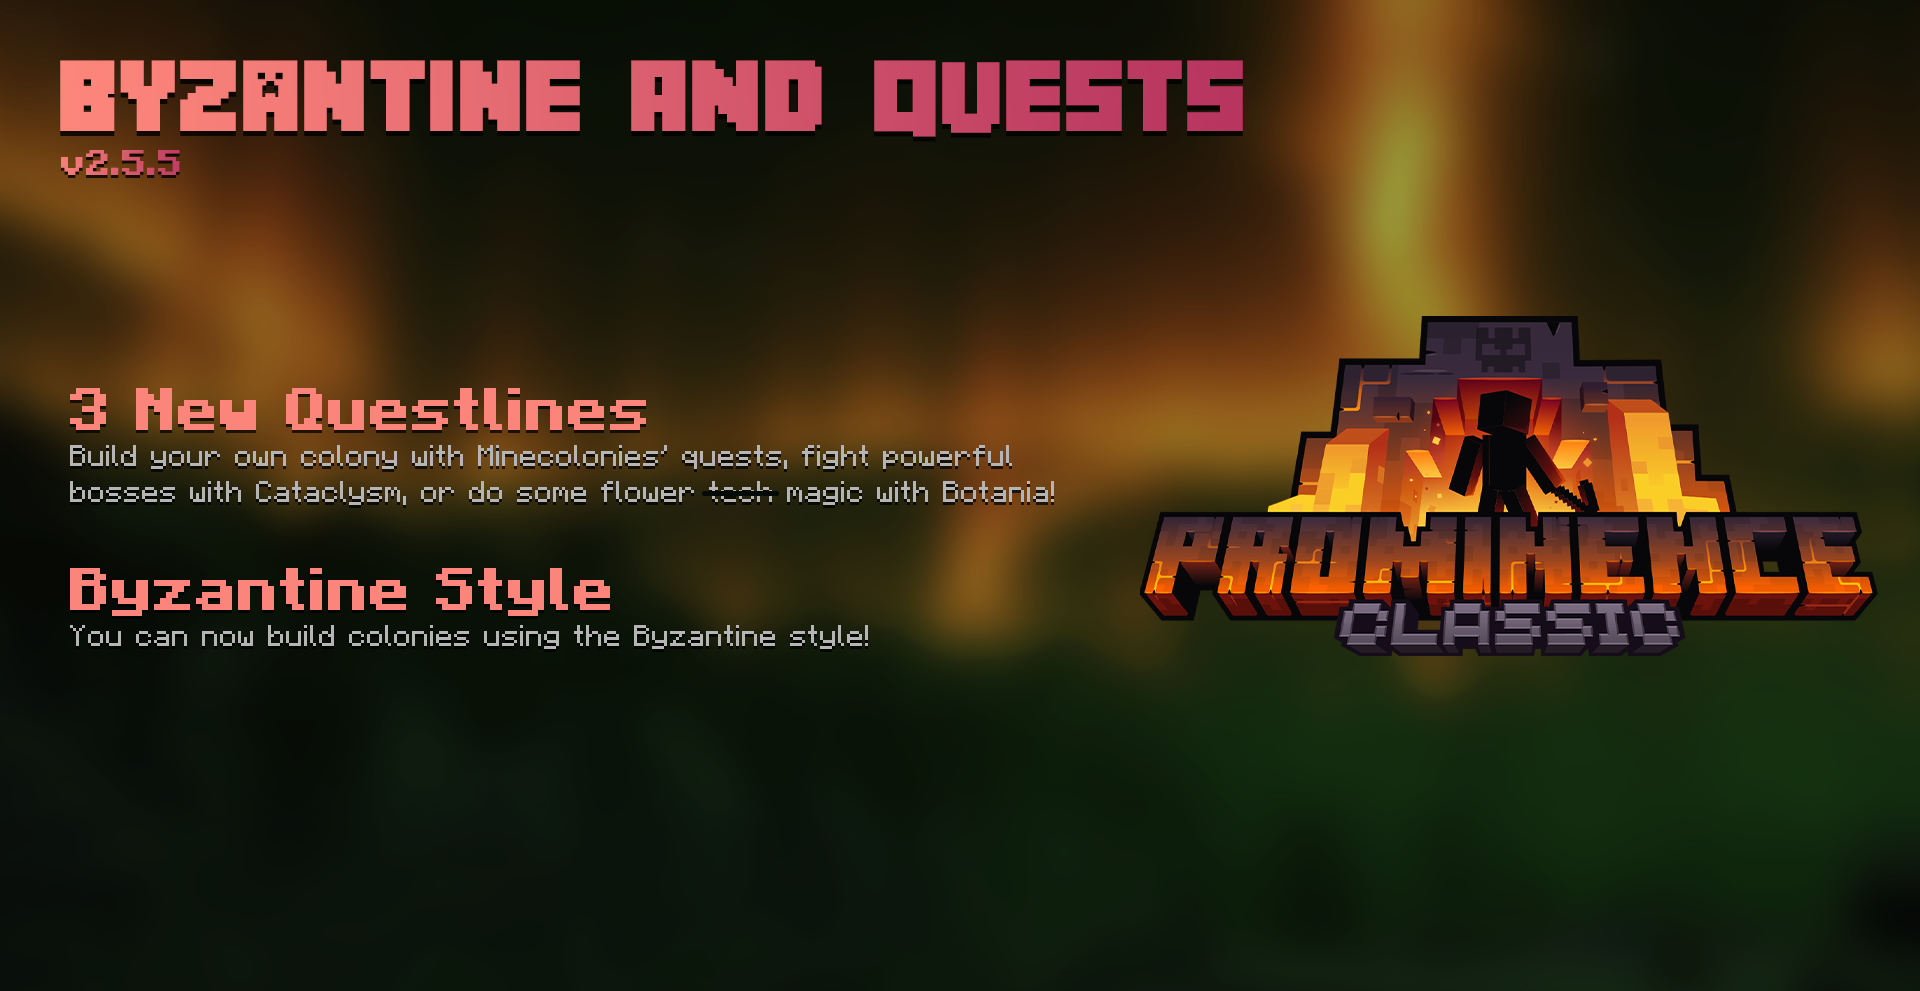 BYZANTINE AND QUESTS
v2.5.5
3 New Questlines
Build your own colony with Minecolonies' quests, fight powerful
bosses with Cataclysm, or do some flower tech magic with Botania!
Byzantine Style
You can now build colonies using the Byzantine style!
PROMINENCE
CLASSIC